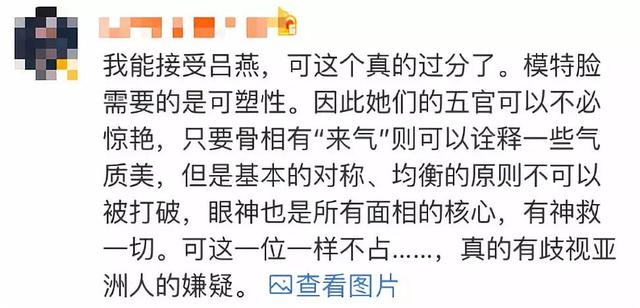 我能接受吕燕，可这个真的过分了。模特脸
需要的是可塑性。因此她们的五官可以不必
惊艳，只要骨相有“来气”则可以诠释一些气
质美，但是基本的对称、均衡的原则不可以
被打破，眼神也是所有面相的核心，有神救
一切。可这一位一样不占……，真的有歧视亚
洲人的嫌疑。 查看图片